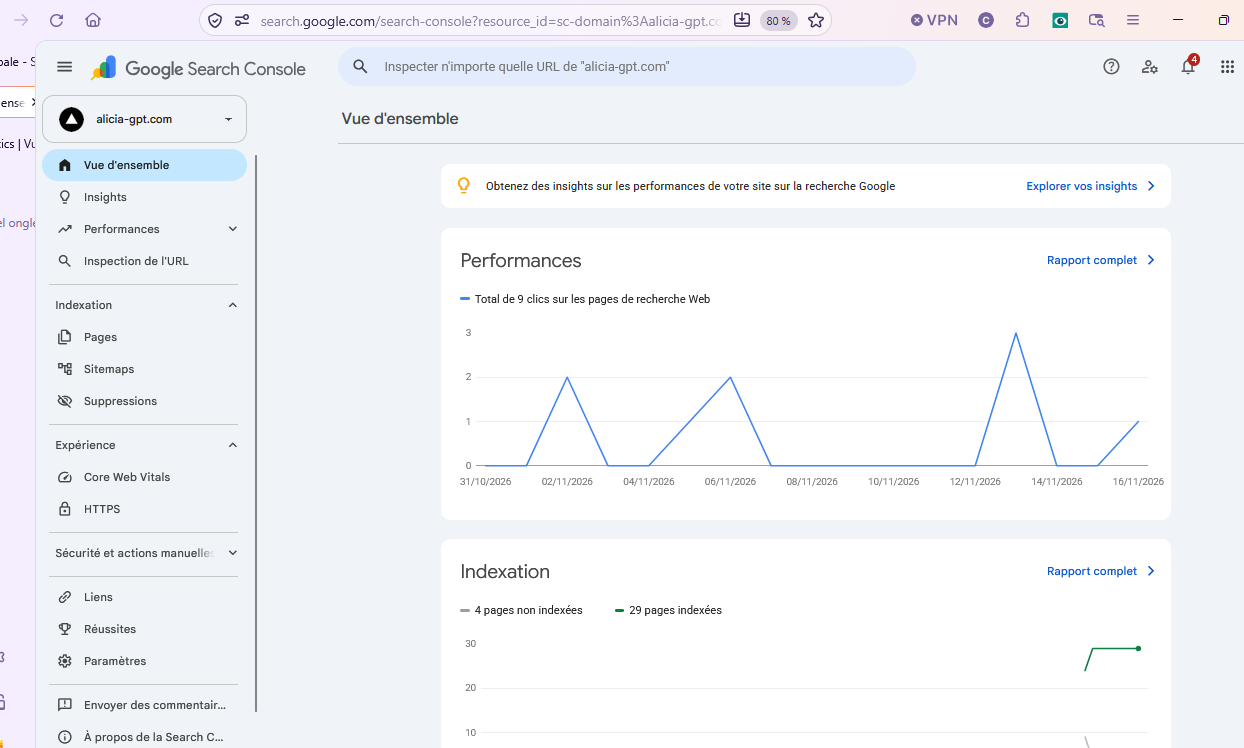 search.google.com/search-console?resource_id=sc-domain%3Aalicia-gpt.co
80 %
VPN
C
pale - S
Google Search Console
Inspecter n'importe quelle URL de "alicia-gpt.com"
4
ense
alicia-gpt.com
Vue d'ensemble
tics | Vu
Vue d'ensemble
Insights
Performances
Inspection de l'URL
el ongle
Indexation
Pages
Sitemaps
Suppressions
Expérience
Core Web Vitals
HTTPS
Sécurité et actions manuelles
Liens
Réussites
Paramètres
Envoyer des commentair...
À propos de la Search C...
Obtenez des insights sur les performances de votre site sur la recherche Google
Explorer vos insights
Performances
Rapport complet
Total de 9 clics sur les pages de recherche Web
3
2
1
0
31/10/2026 02/11/2026 04/11/2026 06/11/2026 08/11/2026 10/11/2026 12/11/2026 14/11/2026 16/11/2026
Indexation
Rapport complet
4 pages non indexées 29 pages indexées
30
20
10